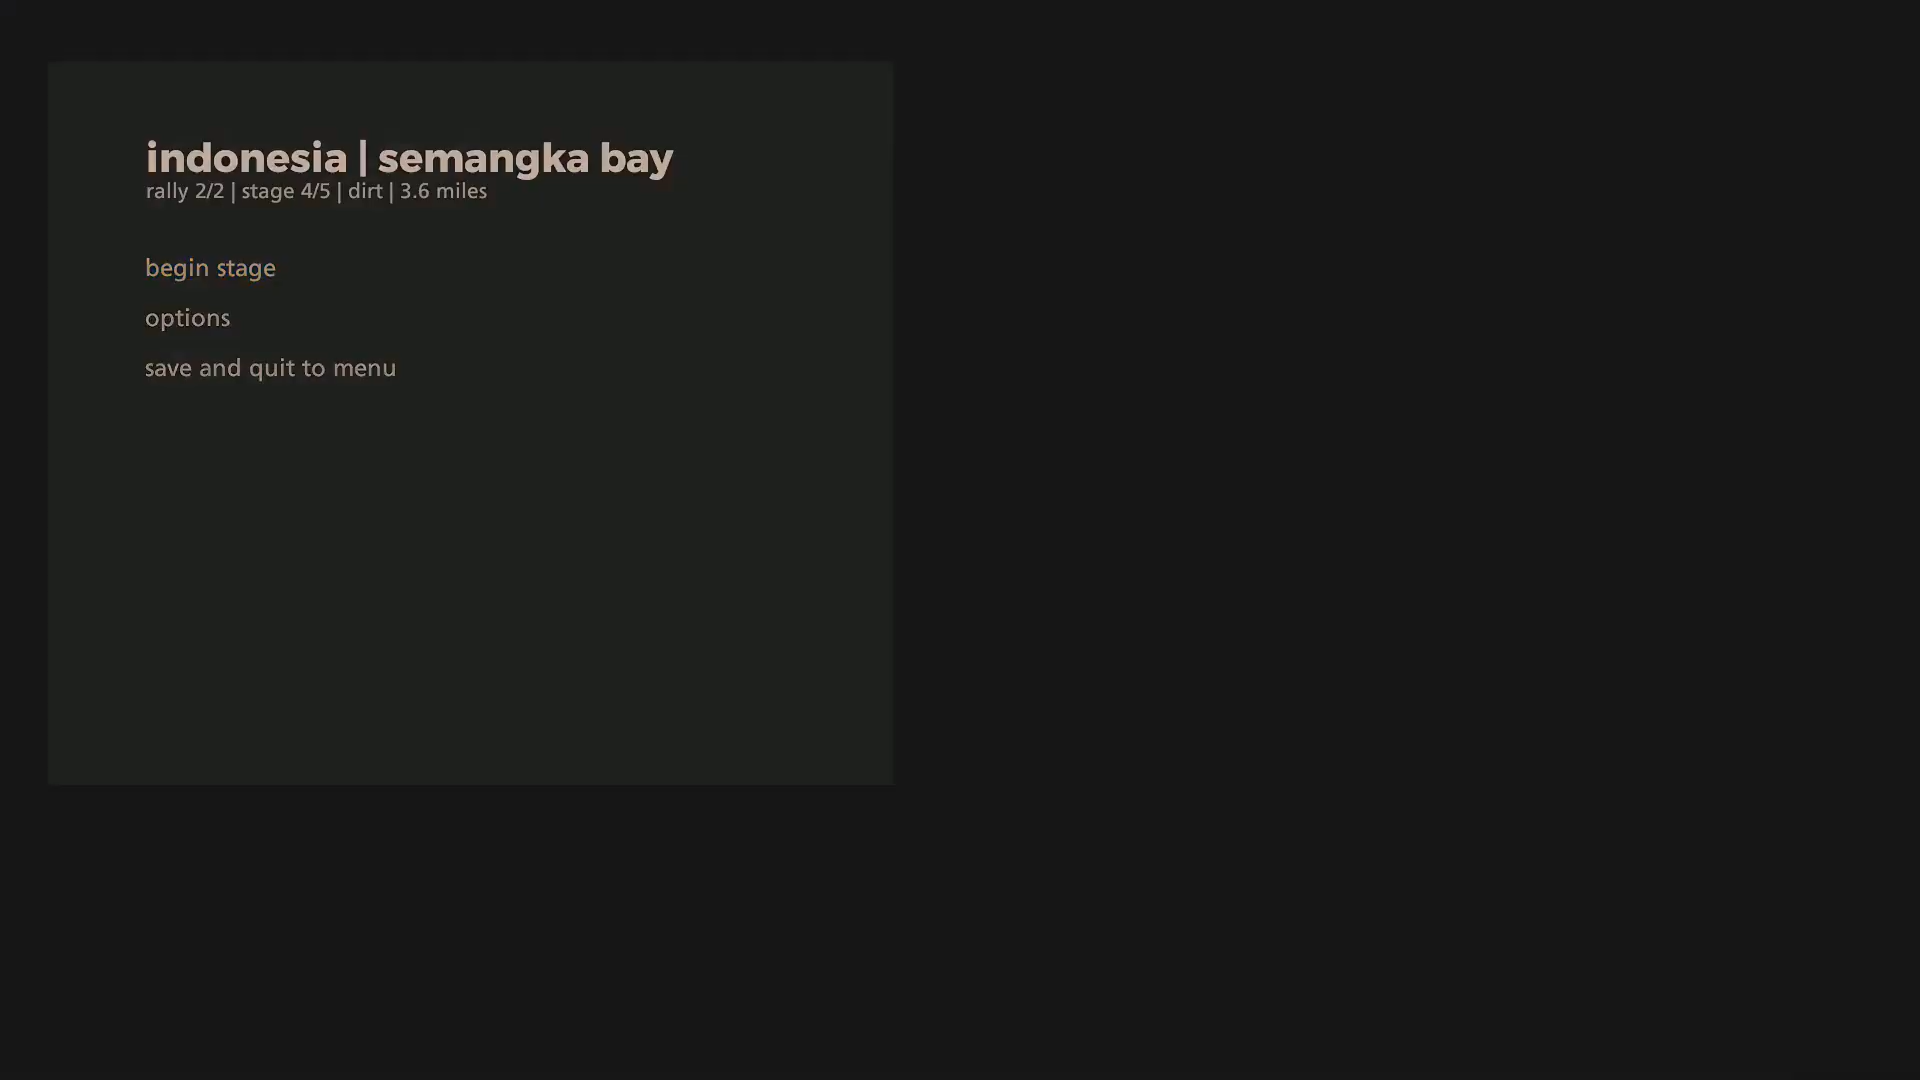 indonesia | semangka bay
rally 2/2 | stage 4/5 | dirt | 3.6 miles
begin stage
options
save and quit to menu